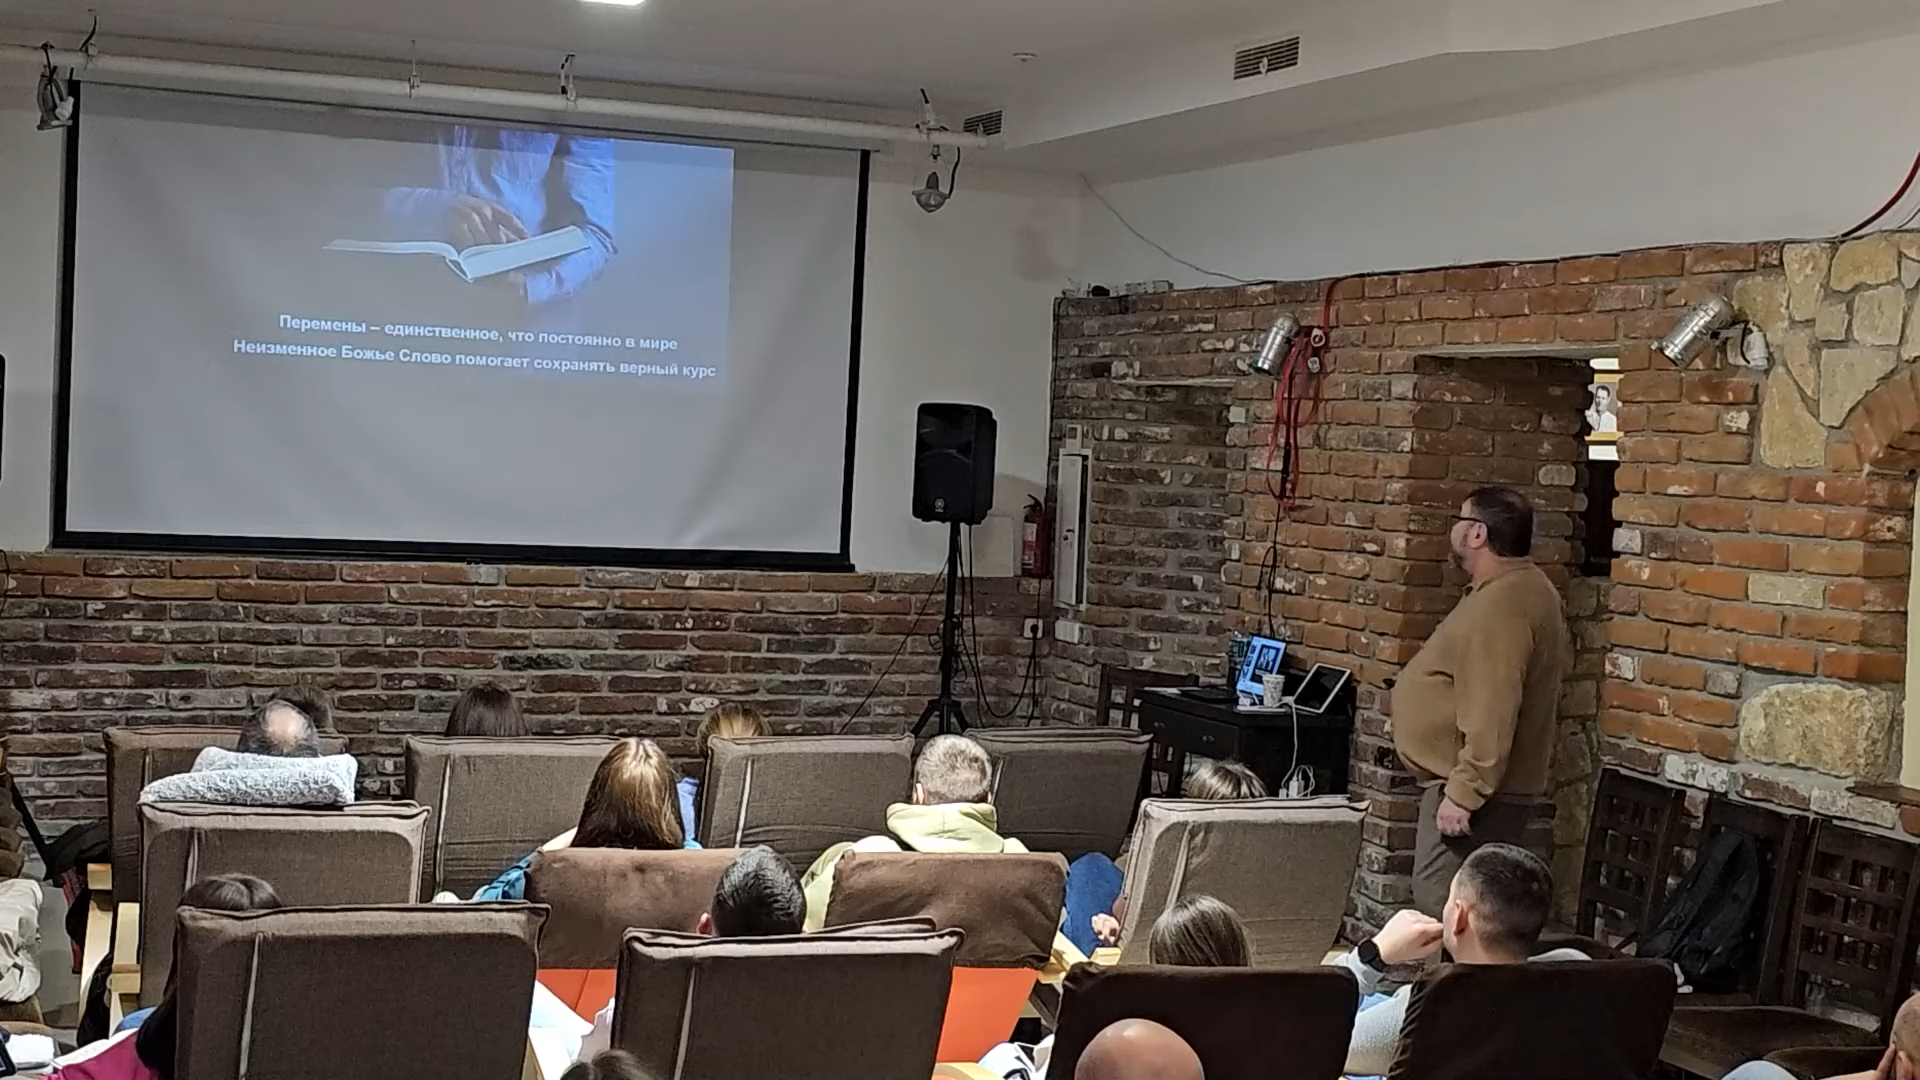 Перемены – единственное, что постоянно в мире
Неизменное Божье Слово помогает сохранять верный курс